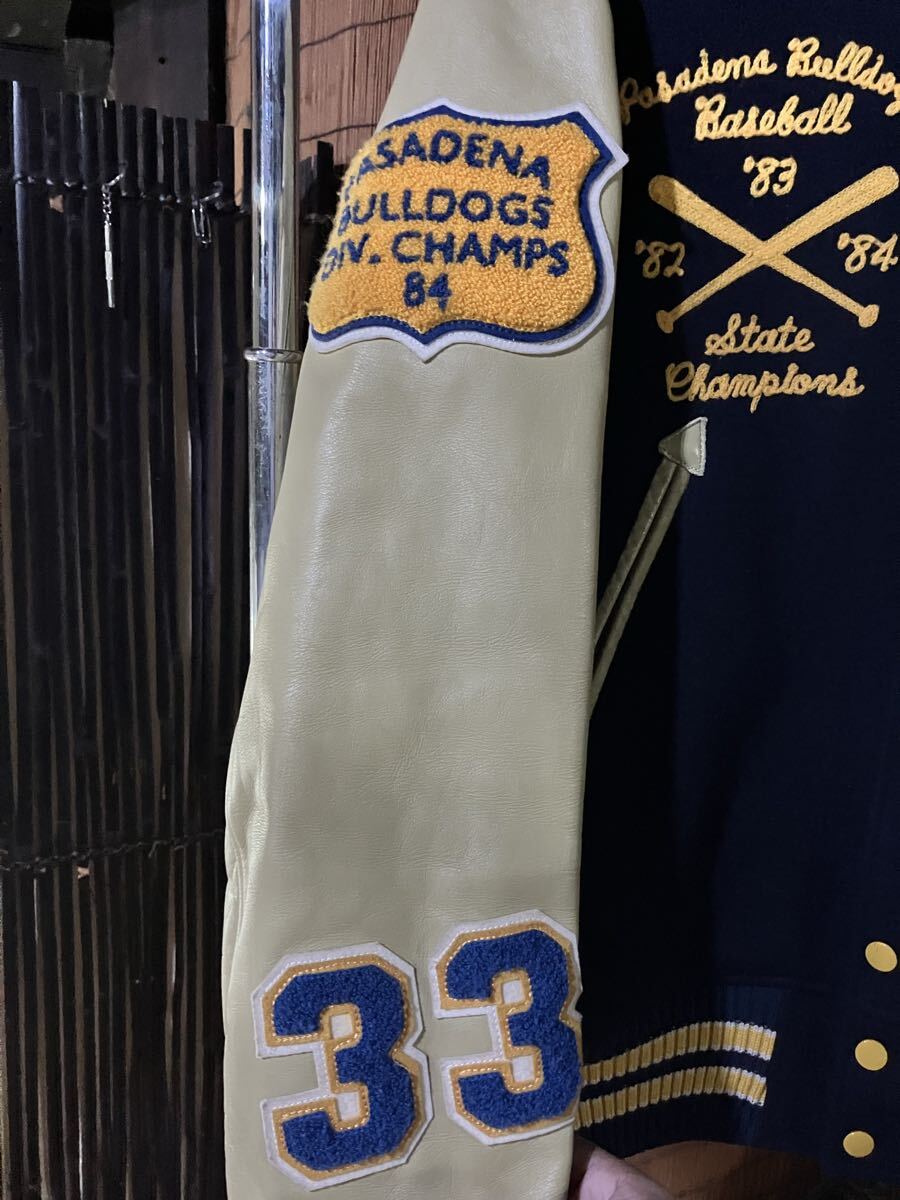 PASADENA
BULLDOGS
DIV. CHAMPS
84
Pasadena Bulldog
Baseball
'83
'82
'84
State
Champions
33